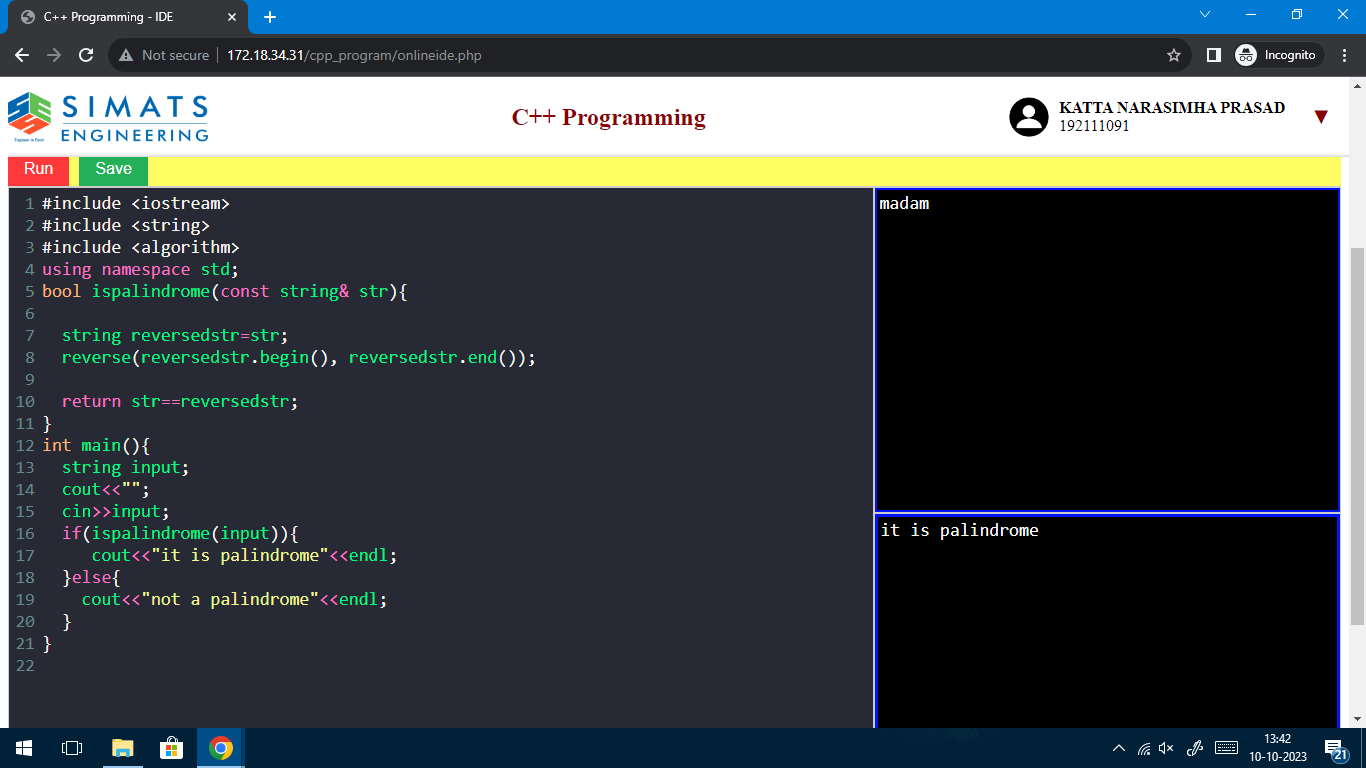 C++ Programming - IDE
Not secure 172.18.34.31/cpp_program/onlineide.php Incognito
SIMATS
ENGINEERING
Engineer to Excel
C++ Programming
KATTA NARASIMHA PRASAD
192111091
Run Save
1 #include <iostream>
2 #include <string>
3 #include <algorithm>
4 using namespace std;
5 bool ispalindrome(const string& str){
6
7   string reversedstr=str;
8   reverse(reversedstr.begin(), reversedstr.end());
9
10   return str==reversedstr;
11 }
12 int main(){
13   string input;
14   cout<<"";
15   cin>>input;
16   if(ispalindrome(input)){
17      cout<<"it is palindrome"<<endl;
18   }else{
19     cout<<"not a palindrome"<<endl;
20   }
21 }
22
madam
it is palindrome
13:42
10-10-2023
21